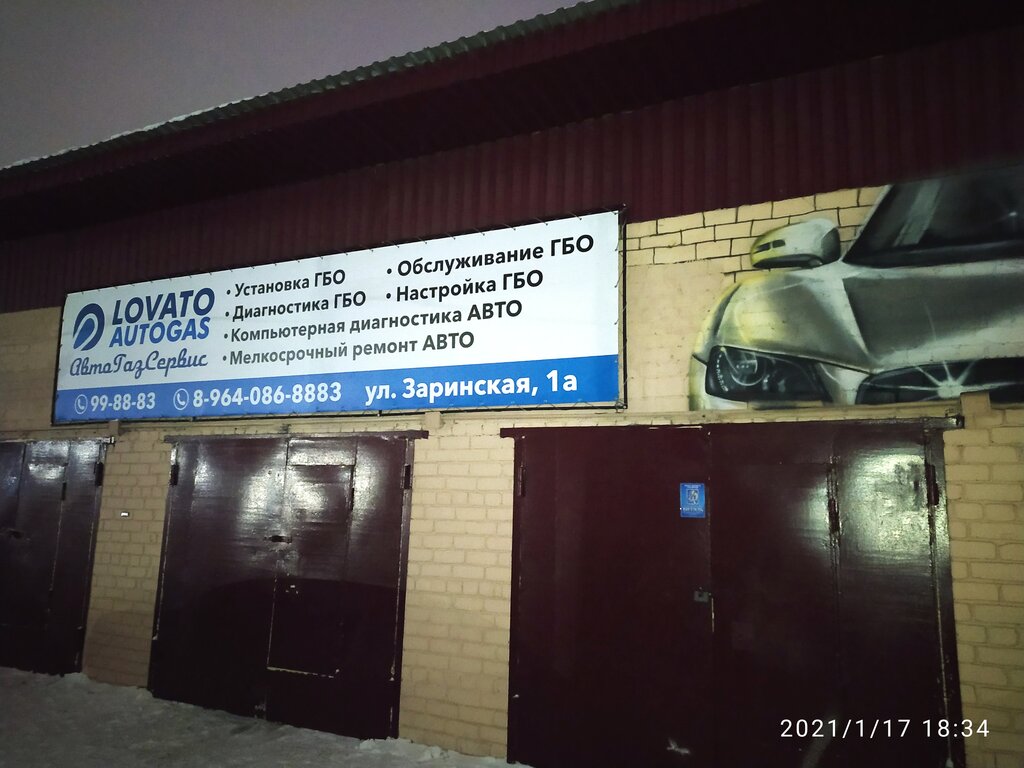 LOVATO
AUTOGAS
АвтоГазСервис
• Установка ГБО
• Диагностика ГБО
• Компьютерная диагностика АВТО
• Мелкосрочный ремонт АВТО
• Обслуживание ГБО
• Настройка ГБО
99-88-83 8-964-086-8883 ул. Заринская, 1а
2021/1/17 18:34